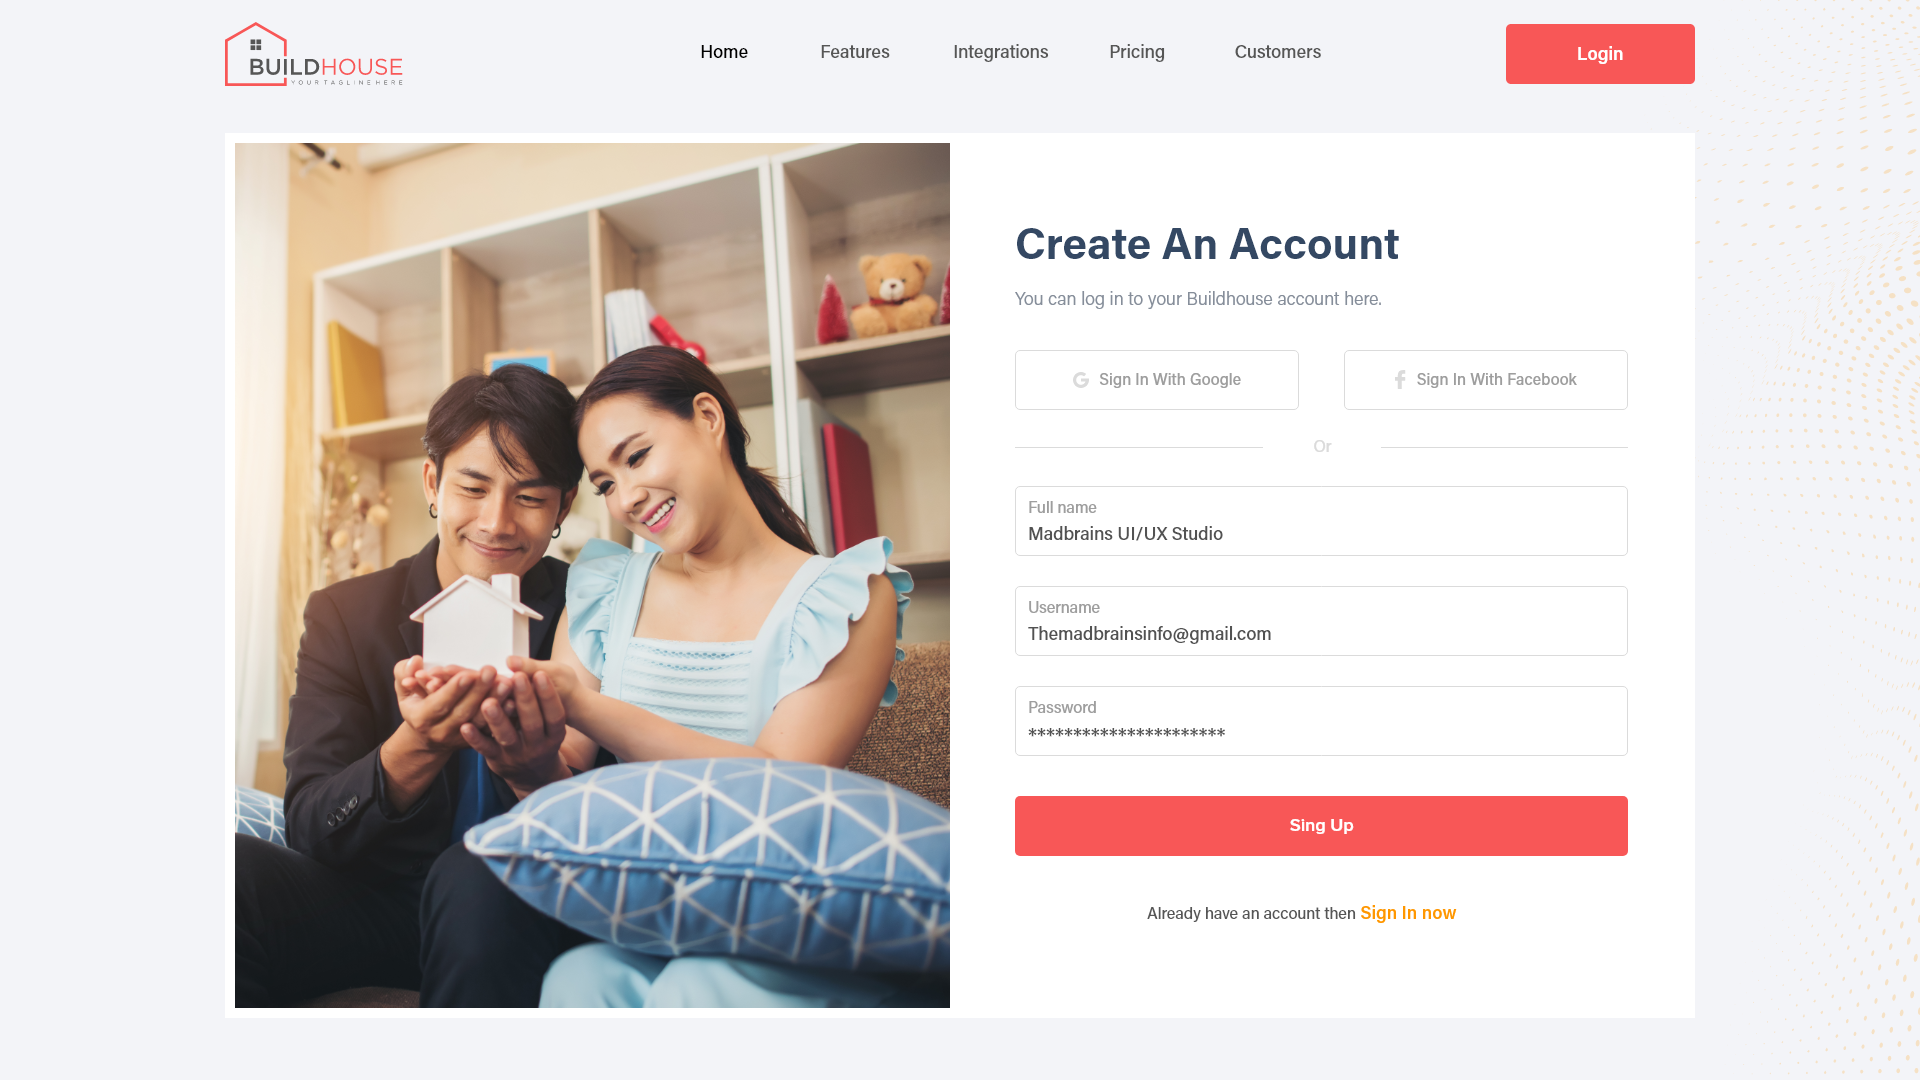 BUILDHOUSE
YOUR TAGLINE HERE
Home
Features
Integrations
Pricing
Customers
Login
Create An Account
You can log in to your Buildhouse account here.
Sign In With Google
Sign In With Facebook
Or
Full name
Madbrains UI/UX Studio
Username
Themadbrainsinfo@gmail.com
Password
**********************
Sing Up
Already have an account then Sign In now